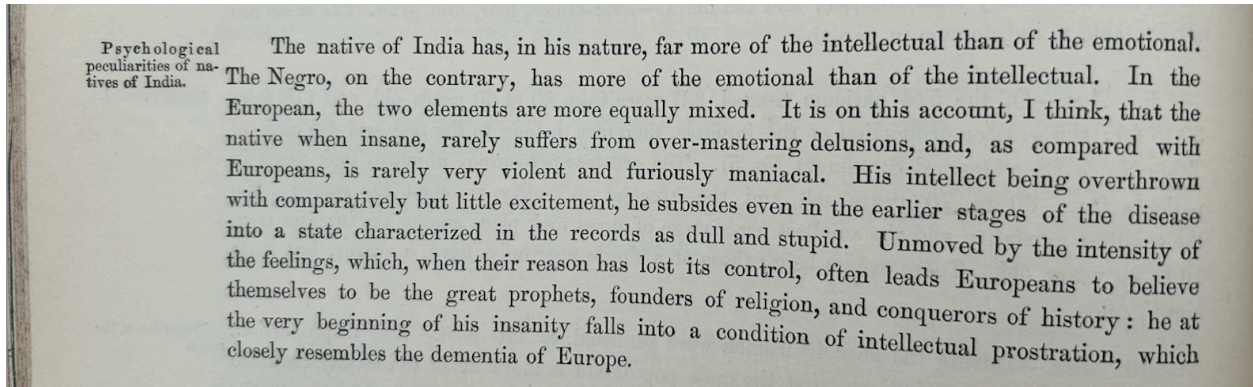 Psychological
peculiarities of na-
tives of India.
The native of India has, in his nature, far more of the intellectual than of the emotional.
The Negro, on the contrary, has more of the emotional than of the intellectual. In the
European, the two elements are more equally mixed. It is on this account, I think, that the
native when insane, rarely suffers from over-mastering delusions, and, as compared with
Europeans, is rarely very violent and furiously maniacal. His intellect being overthrown
with comparatively but little excitement, he subsides even in the earlier stages of the disease
into a state characterized in the records as dull and stupid. Unmoved by the intensity of
the feelings, which, when their reason has lost its control, often leads Europeans to believe
themselves to be the great prophets, founders of religion, and conquerors of history : he at
the very beginning of his insanity falls into a condition of intellectual prostration, which
closely resembles the dementia of Europe.